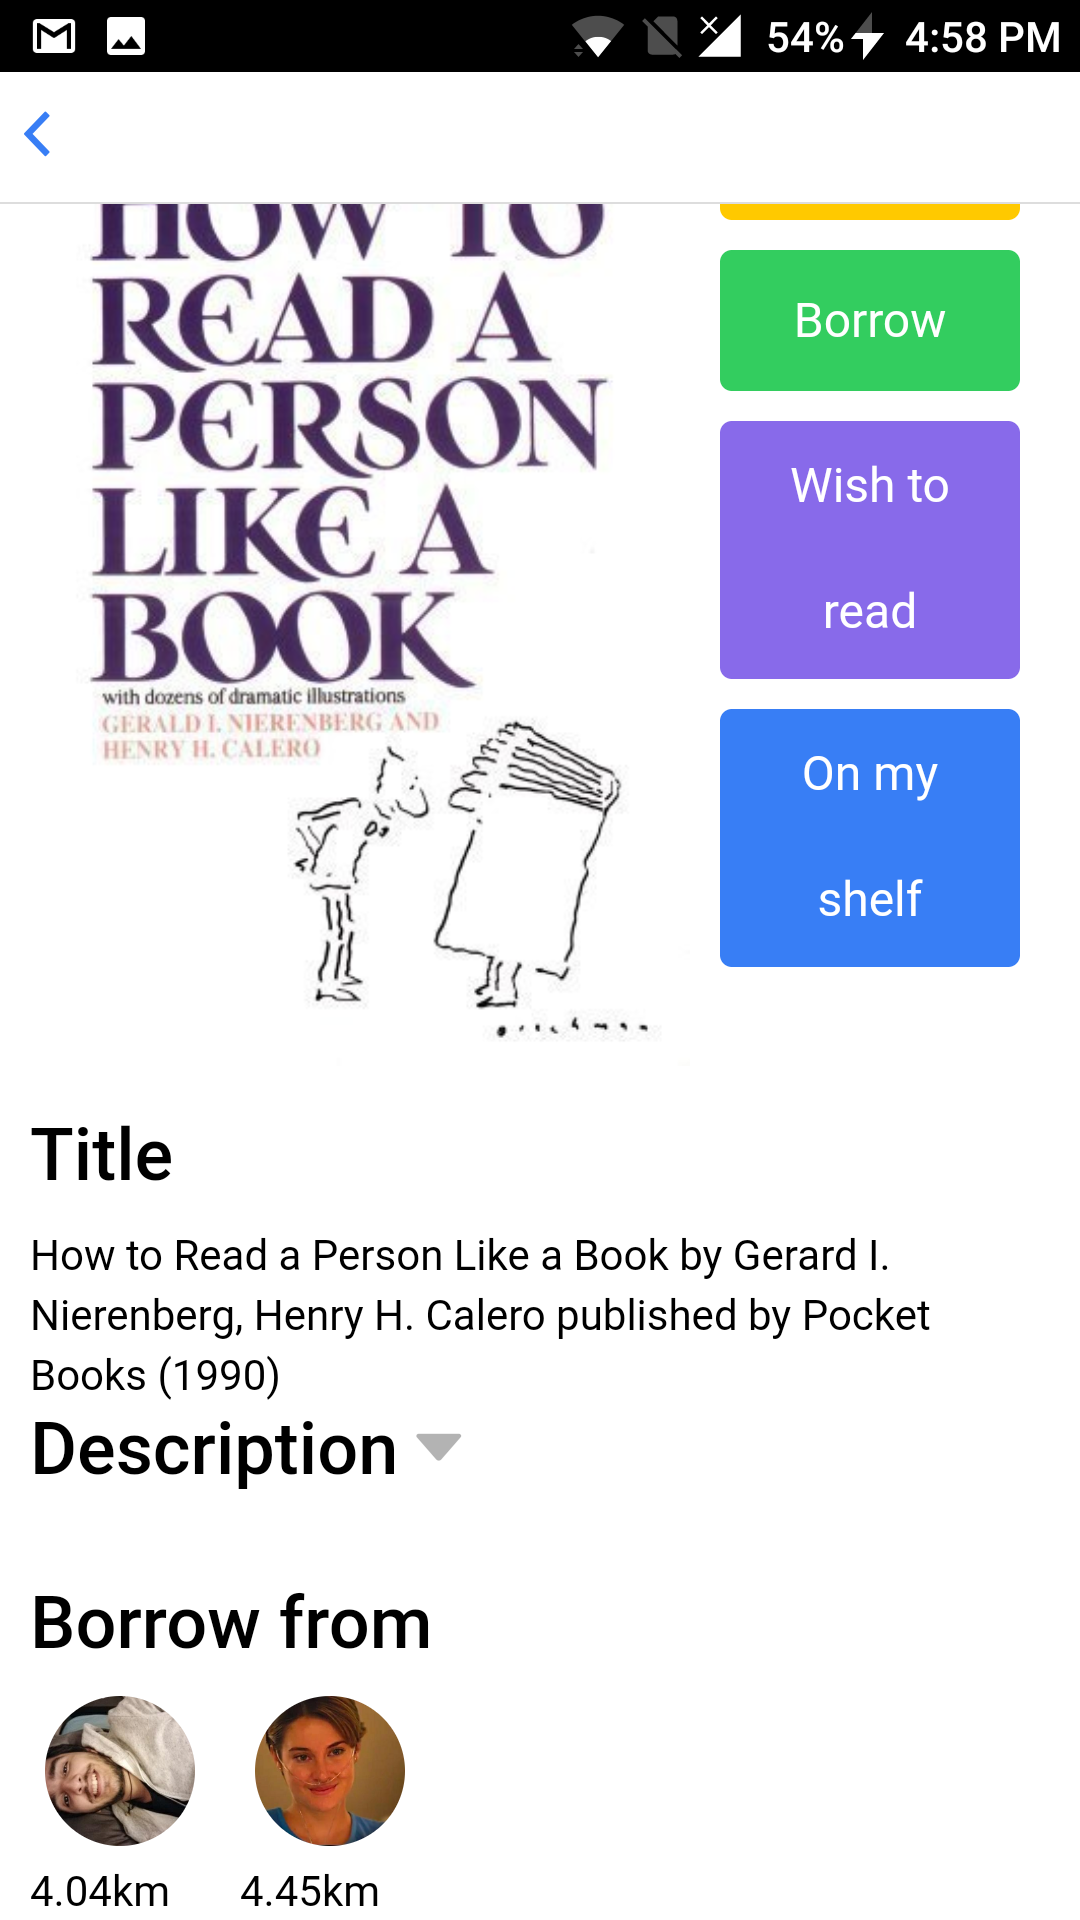 54% 4:58 PM
HOW TO
READ A
PERSON
LIKE A
BOOK
with dozens of dramatic illustrations
GERALD I. NIERENBERG AND
HENRY H. CALERO
Borrow
Wish to
read
On my
shelf
Title
How to Read a Person Like a Book by Gerard I.
Nierenberg, Henry H. Calero published by Pocket
Books (1990)
Description
Borrow from
4.04km 4.45km